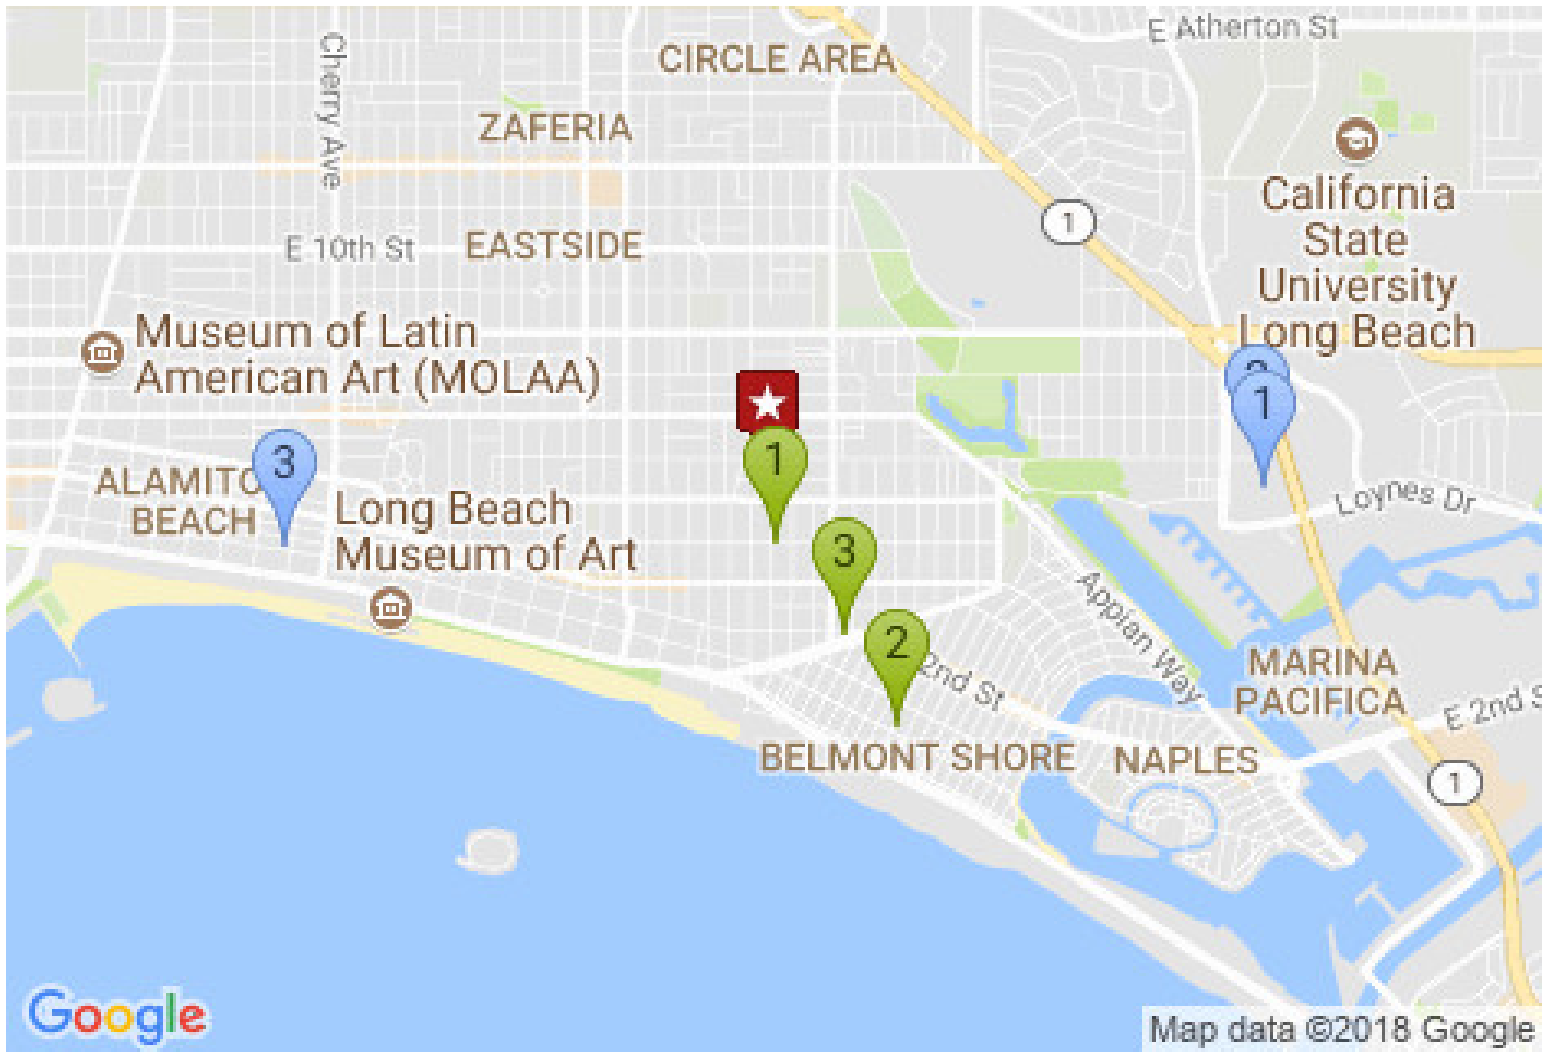 E Atherton St
CIRCLE AREA
Cherry Ave
ZAFERIA
California
State
University
Long Beach
1
E 10th St
EASTSIDE
Museum of Latin
American Art (MOLAA)
1
3
1
ALAMITO
BEACH
Long Beach
Museum of Art
Loynes Dr
3
Appian Way
2
2nd St
MARINA
PACIFICA
E 2nd S
BELMONT SHORE
NAPLES
1
Google
Map data ©2018 Google